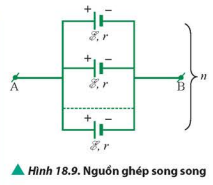 + −
ℰ, r
+ −
A ℰ, r B n
+ −
ℰ, r
▲ Hình 18.9. Nguồn ghép song song